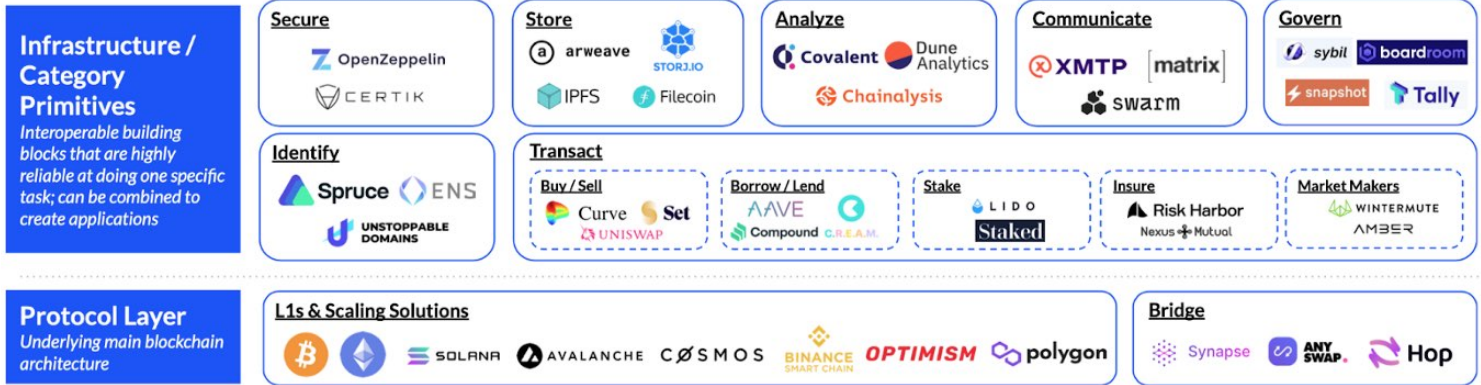 Infrastructure /
Category
Primitives
Interoperable building
blocks that are highly
reliable at doing one specific
task; can be combined to
create applications
Secure
OpenZeppelin
CERTIK
Store
a arweave
STORJ.IO
IPFS
Filecoin
Analyze
Covalent
Dune
Analytics
Chainalysis
Communicate
XMTP
[matrix]
swarm
Govern
sybil
boardroom
snapshot
Tally
Identify
Spruce
ENS
UNSTOPPABLE
DOMAINS
Transact
Buy / Sell
Curve
Set
UNISWAP
Borrow / Lend
AAVE
Compound
C.R.E.A.M.
Stake
LIDO
Staked
Insure
Risk Harbor
Nexus Mutual
Market Makers
WINTERMUTE
AMBER
Protocol Layer
Underlying main blockchain
architecture
L1s & Scaling Solutions
SOLANA
AVALANCHE
COSMOS
BINANCE
SMART CHAIN
OPTIMISM
polygon
Bridge
Synapse
ANY
SWAP.
Hop